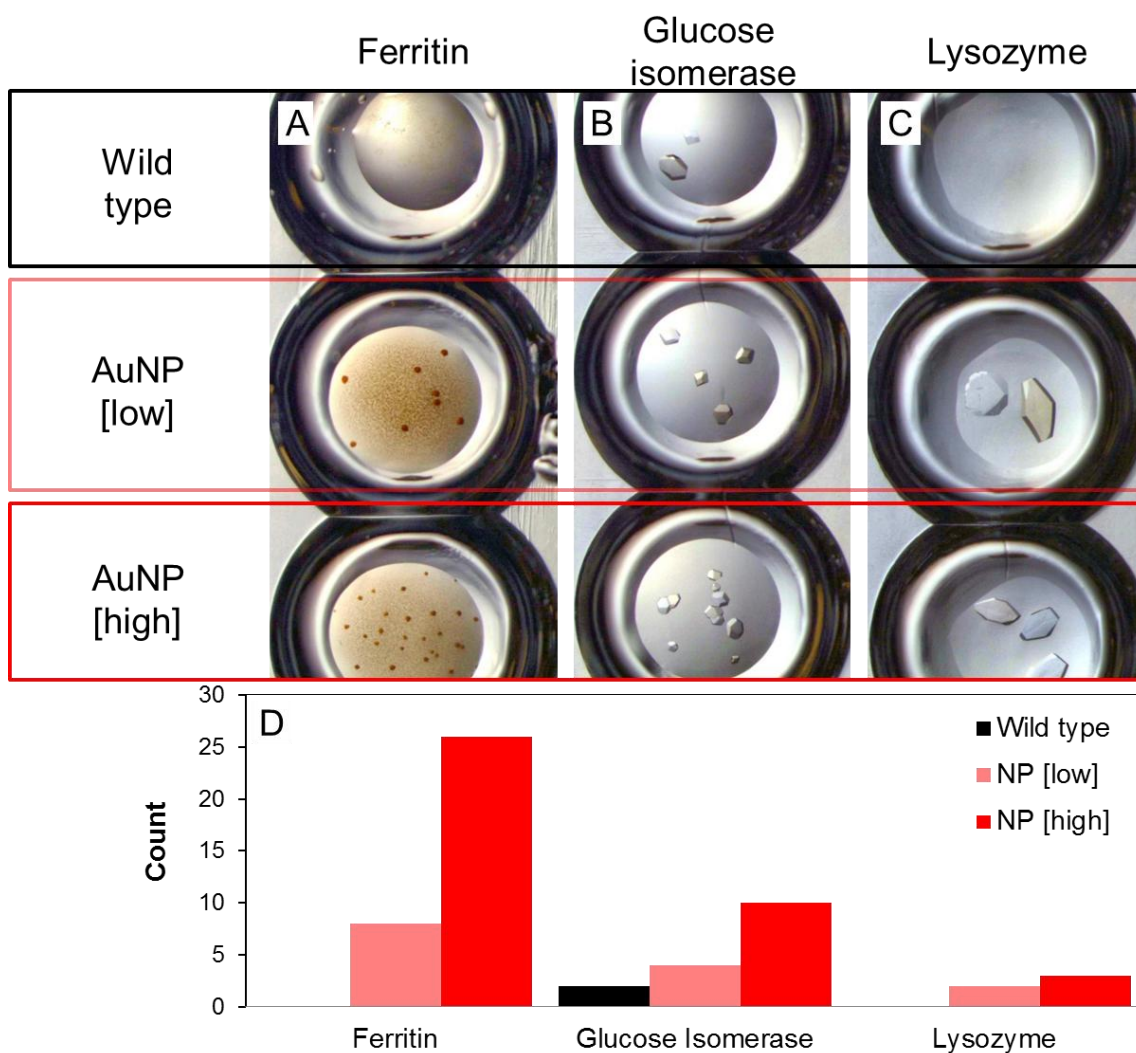 Ferritin
Glucose
isomerase
Lysozyme
Wild
type
A
B
C
AuNP
[low]
AuNP
[high]
D
30
25
20
15
10
5
0
Count
Wild type
NP [low]
NP [high]
Ferritin
Glucose Isomerase
Lysozyme